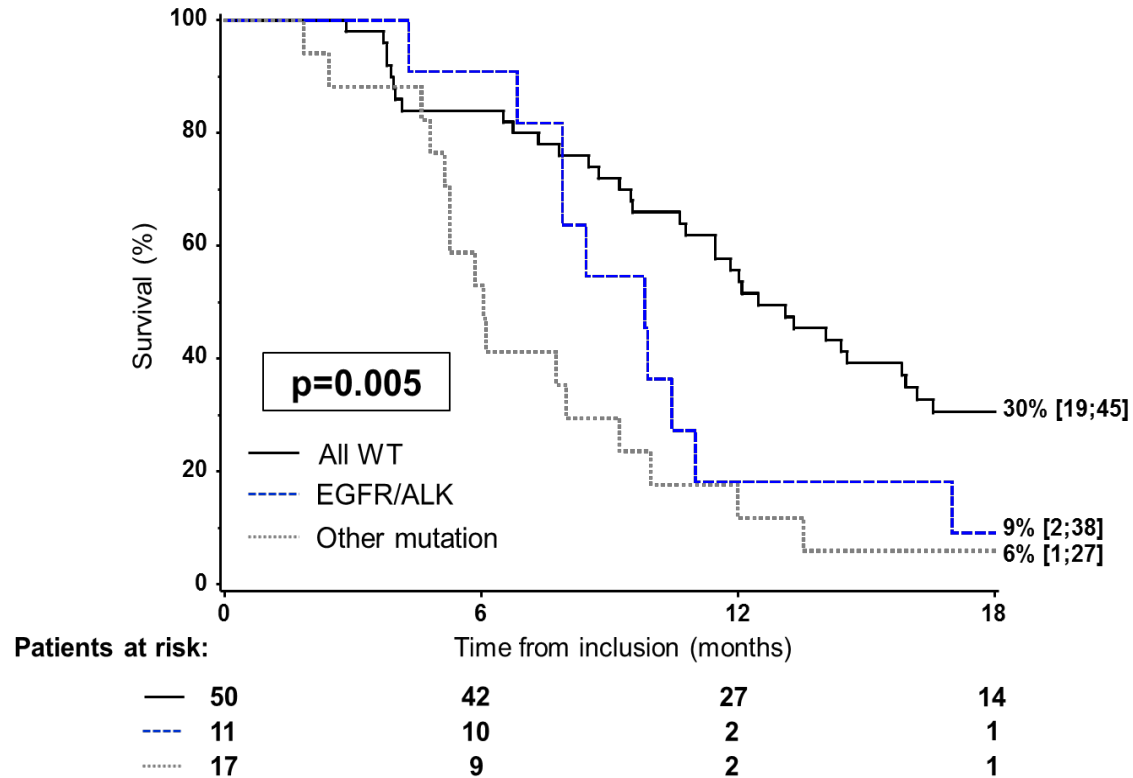 100
80
60
40
20
0
Survival (%)
p=0.005
All WT
EGFR/ALK
Other mutation
30% [19;45]
9% [2;38]
6% [1;27]
0 6 12 18
Patients at risk: Time from inclusion (months)
50 42 27 14
11 10 2 1
17 9 2 1